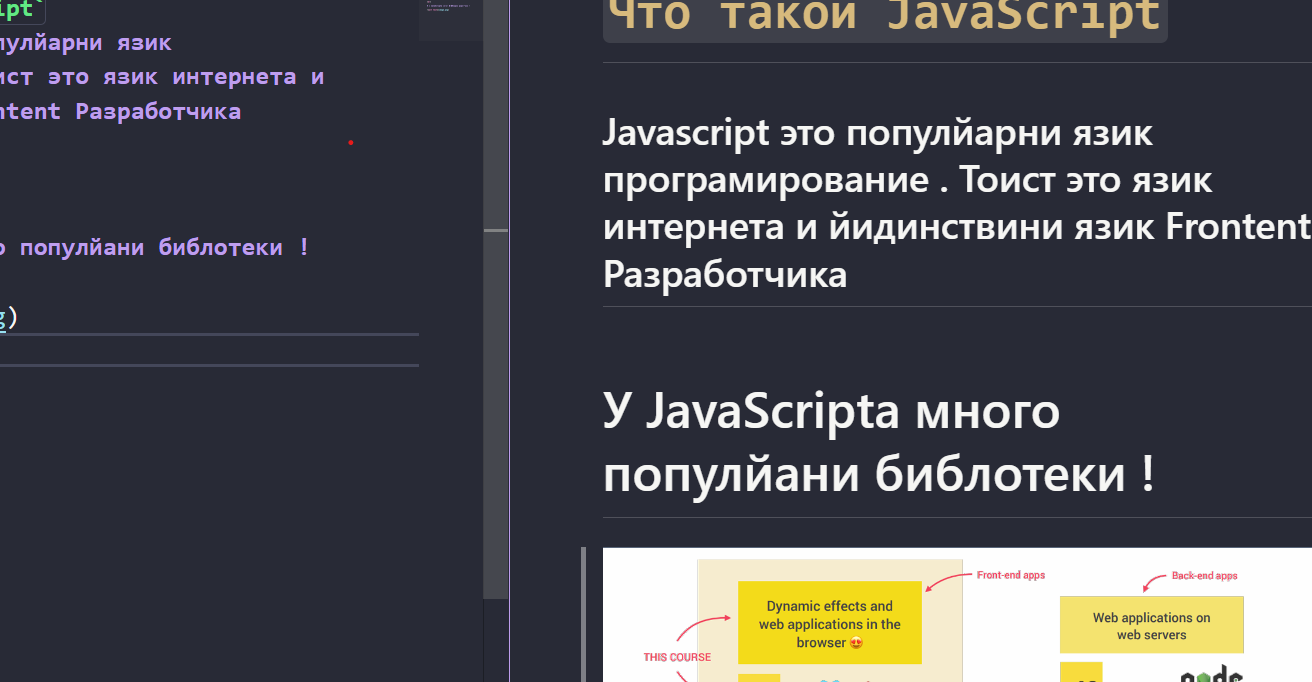 ipt`
пулйарни язик
ист это язик интернета и
ntent Разработчика
о популйани библотеки !
g)
Что такой JavaScript
Javascript это популйарни язик
програмирование . Тоист это язик
интернета и йидинствини язик Frontent
Разработчика
У JavaScriptа много
популйани библотеки !
Front-end apps
Back-end apps
Dynamic effects and
web applications in the
browser 😍
Web applications on
web servers
THIS COURSE
node